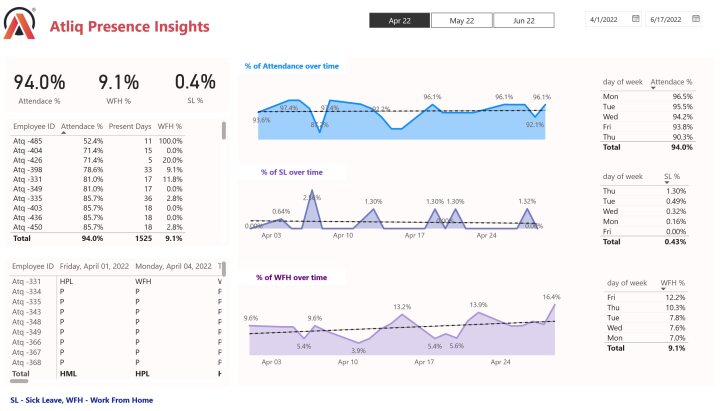 Atliq Presence Insights
Apr 22 May 22 Jun 22
4/1/2022 6/17/2022
94.0% 9.1% 0.4%
Attendace % WFH % SL %
Employee ID Attendace % Present Days WFH %
Atq -485 52.4% 11 100.0%
Atq -404 71.4% 15 0.0%
Atq -426 71.4% 5 20.0%
Atq -398 78.6% 33 9.1%
Atq -331 81.0% 17 11.8%
Atq -349 81.0% 17 0.0%
Atq -335 85.7% 36 2.8%
Atq -403 85.7% 18 0.0%
Atq -436 85.7% 18 0.0%
Atq -450 85.7% 18 2.8%
Total 94.0% 1525 9.1%
Employee ID Friday, April 01, 2022 Monday, April 04, 2022 T
Atq -331 HPL WFH V
Atq -334 P P P
Atq -335 P P P
Atq -343 P P P
Atq -348 P P P
Atq -349 P P P
Atq -366 P P P
Atq -367 P P P
Atq -368 P P F
Total HML HPL H
% of Attendance over time
93.6% 97.4% 97.4% 92.2% 96.1% 96.1% 92.1% 96.1%
% of SL over time
0.00% 0.64% 1.30% 1.30% 0.00% 1.30% 1.32% 0.00%
Apr 03 Apr 10 Apr 17 Apr 24
% of WFH over time
9.6% 5.4% 9.6% 3.9% 13.2% 5.4% 5.6% 13.9% 16.4%
Apr 03 Apr 10 Apr 17 Apr 24
day of week Attendace %
Mon 96.5%
Tue 95.5%
Wed 94.2%
Fri 93.8%
Thu 90.3%
Total 94.0%
day of week SL %
Thu 1.30%
Tue 0.49%
Wed 0.32%
Mon 0.16%
Fri 0.00%
Total 0.43%
day of week WFH %
Fri 12.2%
Thu 10.3%
Tue 7.8%
Wed 7.6%
Mon 7.0%
Total 9.1%
SL - Sick Leave, WFH - Work From Home